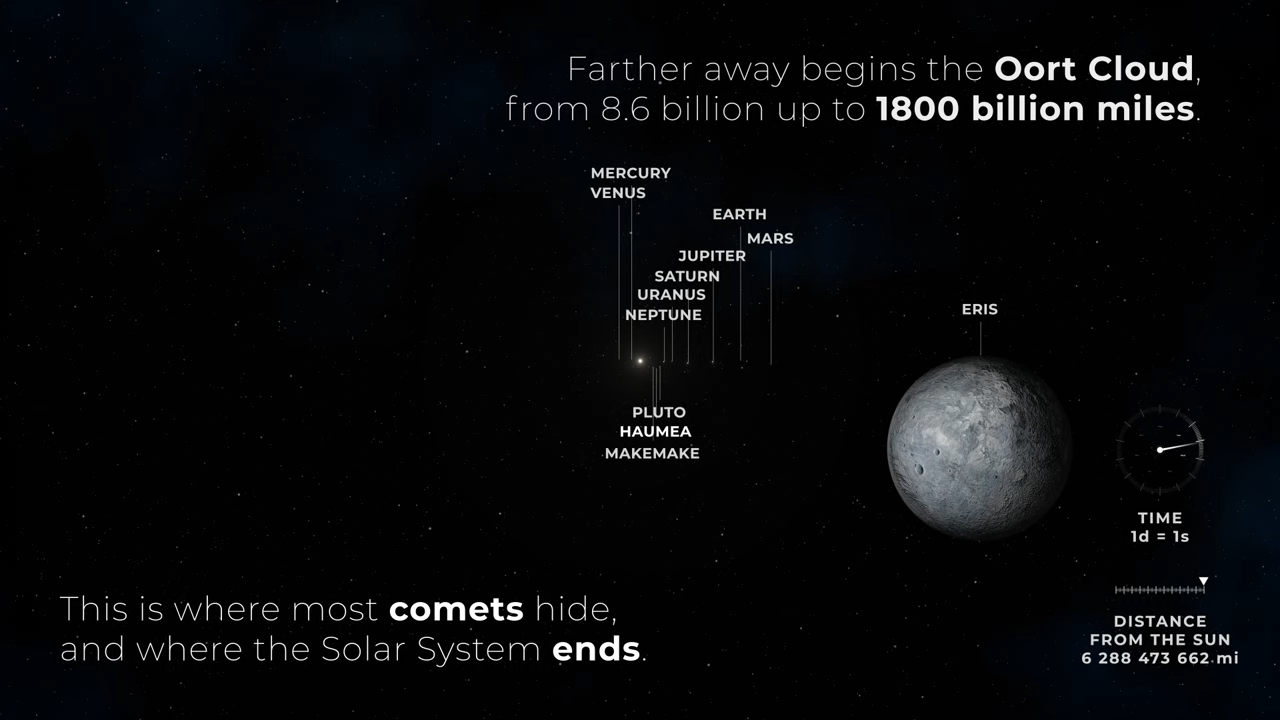 Farther away begins the Oort Cloud,
from 8.6 billion up to 1800 billion miles.
MERCURY
VENUS
EARTH
MARS
JUPITER
SATURN
URANUS
NEPTUNE
ERIS
PLUTO
HAUMEA
MAKEMAKE
TIME
1d = 1s
This is where most comets hide,
and where the Solar System ends.
DISTANCE
FROM THE SUN
6 288 473 662 mi